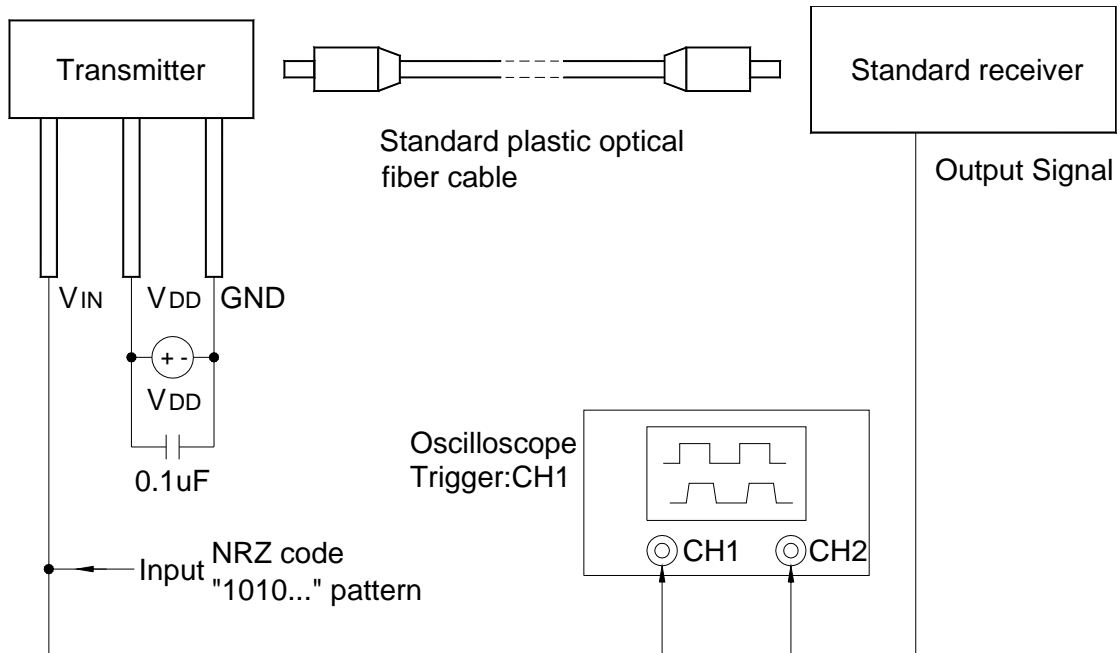 Transmitter
Standard receiver
Standard plastic optical
fiber cable
Output Signal
VIN
VDD
GND
+ -
VDD
0.1uF
Oscilloscope
Trigger:CH1
CH1
CH2
Input
NRZ code
"1010..." pattern